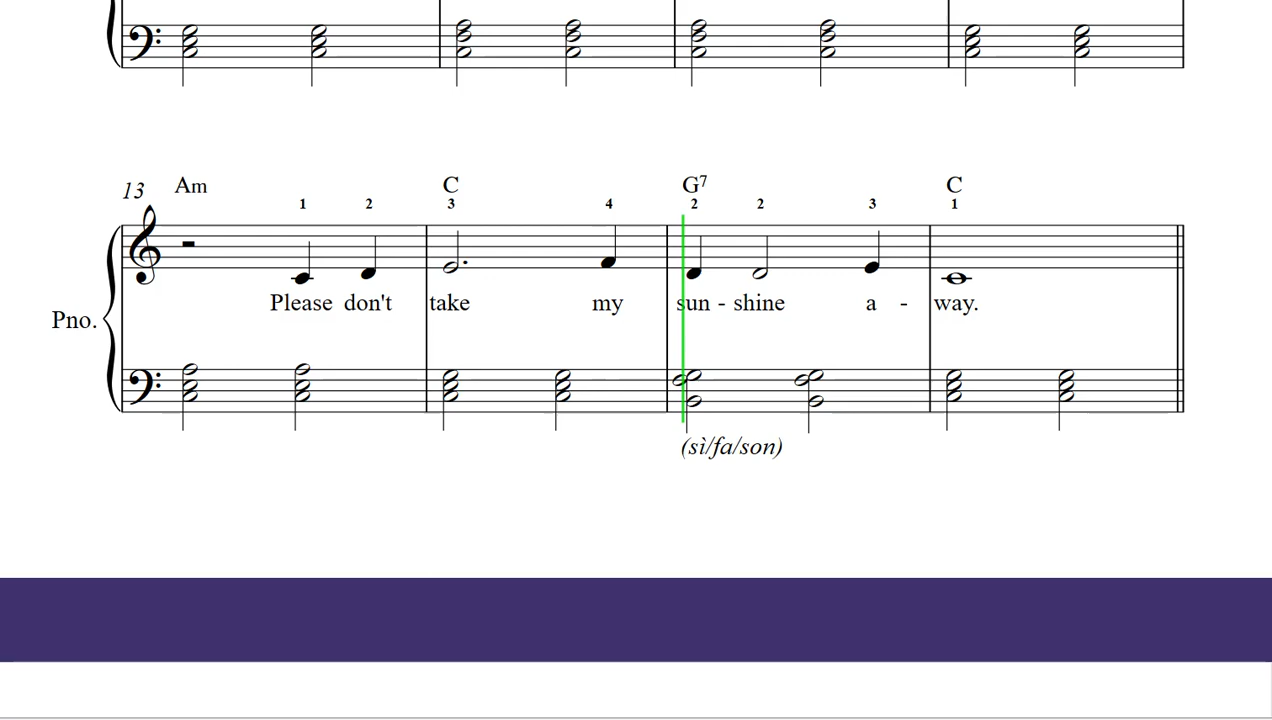 13 Am C G7 C
1 2 3 4 2 2 3 1
Please don't take my sun - shine a - way.
Pno.
(sì/fa/son)